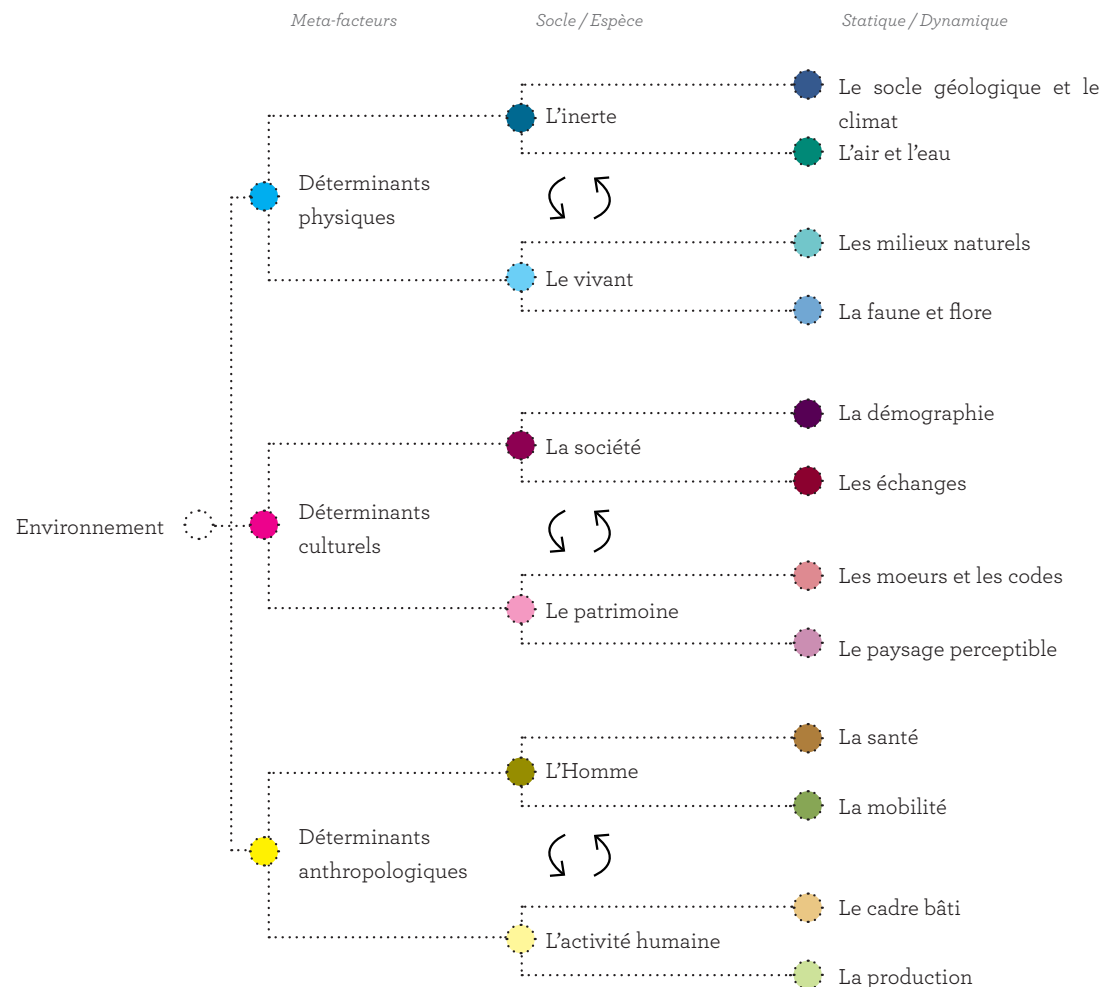 Meta-facteurs
Socle / Espèce
Statique / Dynamique
Le socle géologique et le
climat
L’inerte
L’air et l’eau
Déterminants
physiques
Les milieux naturels
Le vivant
La faune et flore
La démographie
La société
Les échanges
Environnement
Déterminants
culturels
Les moeurs et les codes
Le patrimoine
Le paysage perceptible
La santé
L’Homme
La mobilité
Déterminants
anthropologiques
Le cadre bâti
L’activité humaine
La production